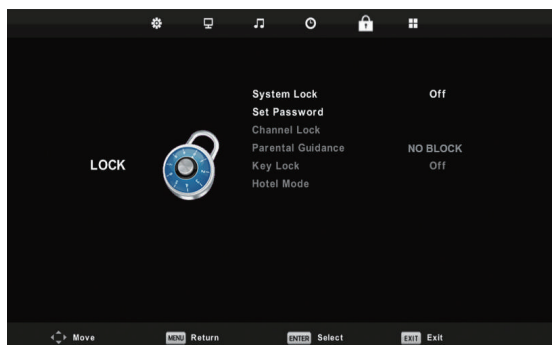 System Lock Off
Set Password
Channel Lock
Parental Guidance NO BLOCK
Key Lock Off
Hotel Mode
LOCK
Move MENU Return ENTER Select EXIT Exit